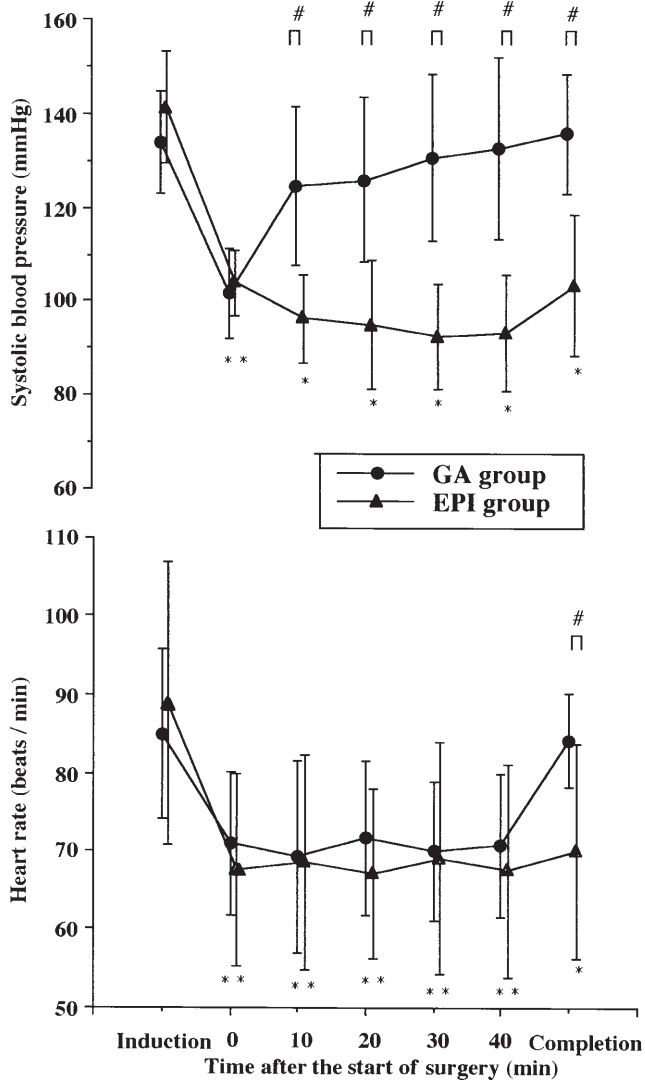 # # # # #
160
140
120
100
80
60
Systolic blood pressure (mmHg)
* *
*
*
*
*
*
GA group
EPI group
110
100
90
80
70
60
50
Heart rate (beats / min)
#
* * * * * * * * * * *
Induction 0 10 20 30 40 Completion
Time after the start of surgery (min)